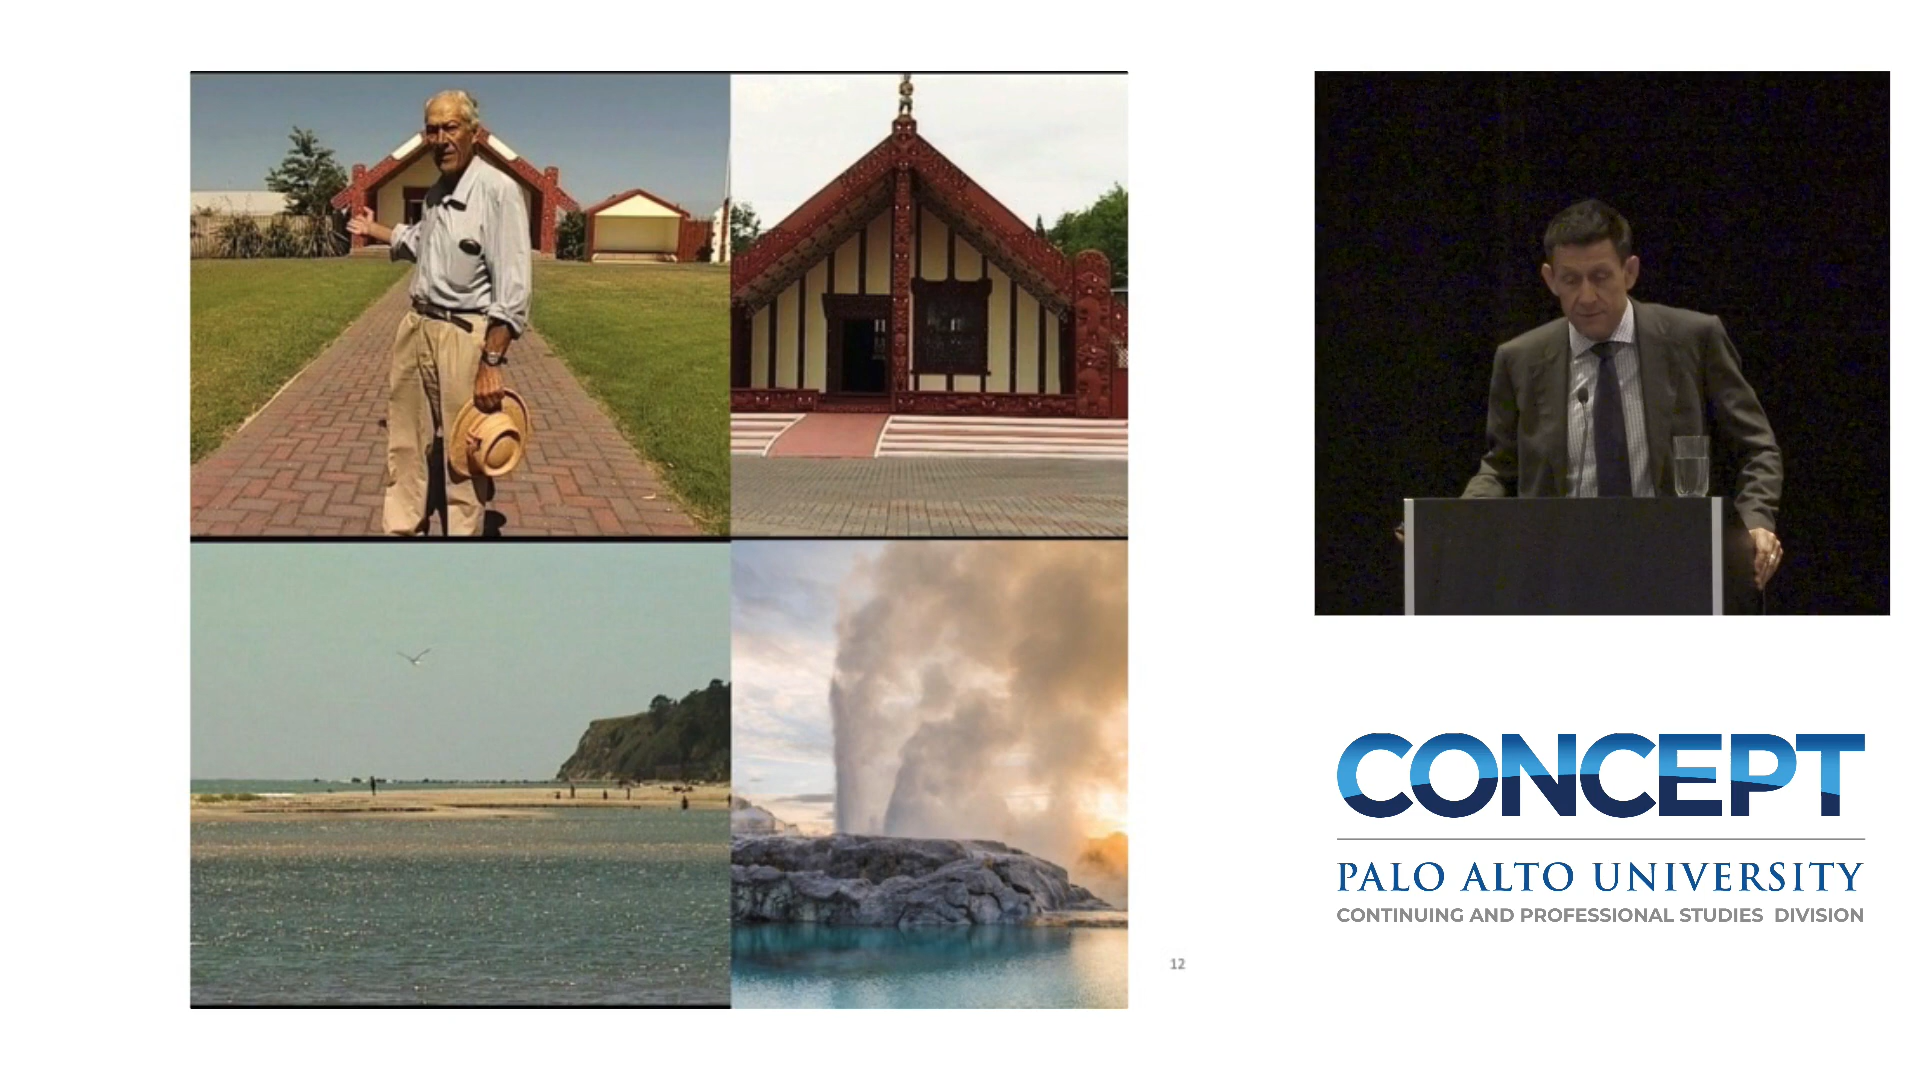 12
CONCEPT
PALO ALTO UNIVERSITY
CONTINUING AND PROFESSIONAL STUDIES DIVISION